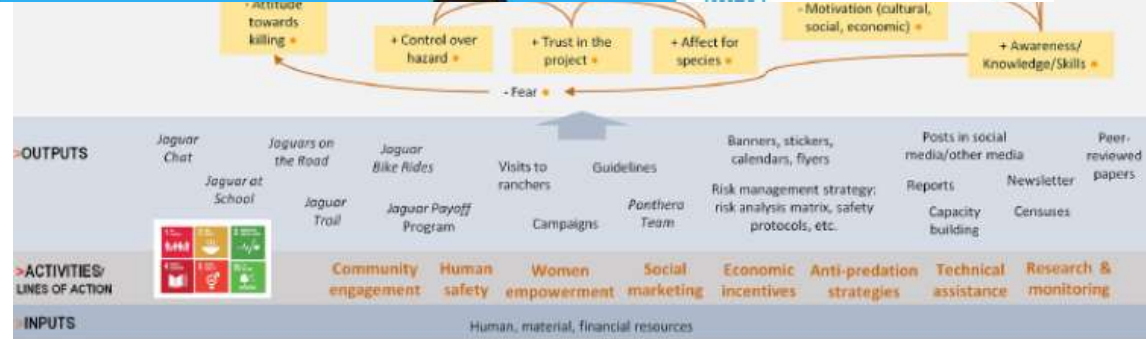 - Attitude
towards
killing
- Motivation (cultural,
social, economic)
+ Control over
hazard
+ Trust in the
project
+ Affect for
species
+ Awareness/
Knowledge/Skills
- Fear
>OUTPUTS
Jaguar
Chat
Jaguars on
the Road
Jaguar
Bike Rides
Visits to
ranchers
Guidelines
Banners, stickers,
calendars, flyers
Posts in social
media/other media
Peer-
reviewed
papers
Jaguar at
School
Jaguar
Trail
Jaguar Payoff
Program
Campaigns
Panthera
Team
Risk management strategy:
risk analysis matrix, safety
protocols, etc.
Reports
Newsletter
Capacity
building
Censuses
>ACTIVITIES/
LINES OF ACTION
Community
engagement
Human
safety
Women
empowerment
Social
marketing
Economic
incentives
Anti-predation
strategies
Technical
assistance
Research &
monitoring
>INPUTS
Human, material, financial resources